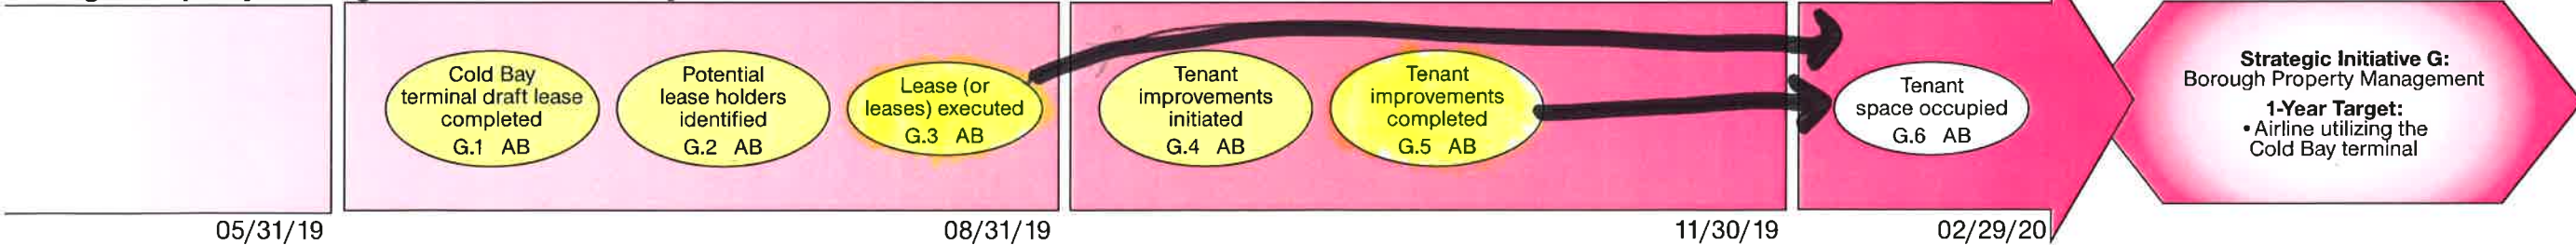 Cold Bay
terminal draft lease
completed
G.1 AB
Potential
lease holders
identified
G.2 AB
Lease (or
leases) executed
G.3 AB
Tenant
improvements
initiated
G.4 AB
Tenant
improvements
completed
G.5 AB
Tenant
space occupied
G.6 AB
Strategic Initiative G:
Borough Property Management
1-Year Target:
• Airline utilizing the
Cold Bay terminal
05/31/19
08/31/19
11/30/19
02/29/20